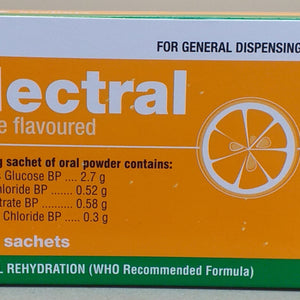 FOR GENERAL DISPENSING
lectral
e flavoured
g sachet of oral powder contains:
s Glucose BP .... 2.7 g
hloride BP ........ 0.52 g
trate BP ........... 0.58 g
Chloride BP ..... 0.3 g
sachets
L REHYDRATION (WHO Recommended Formula)